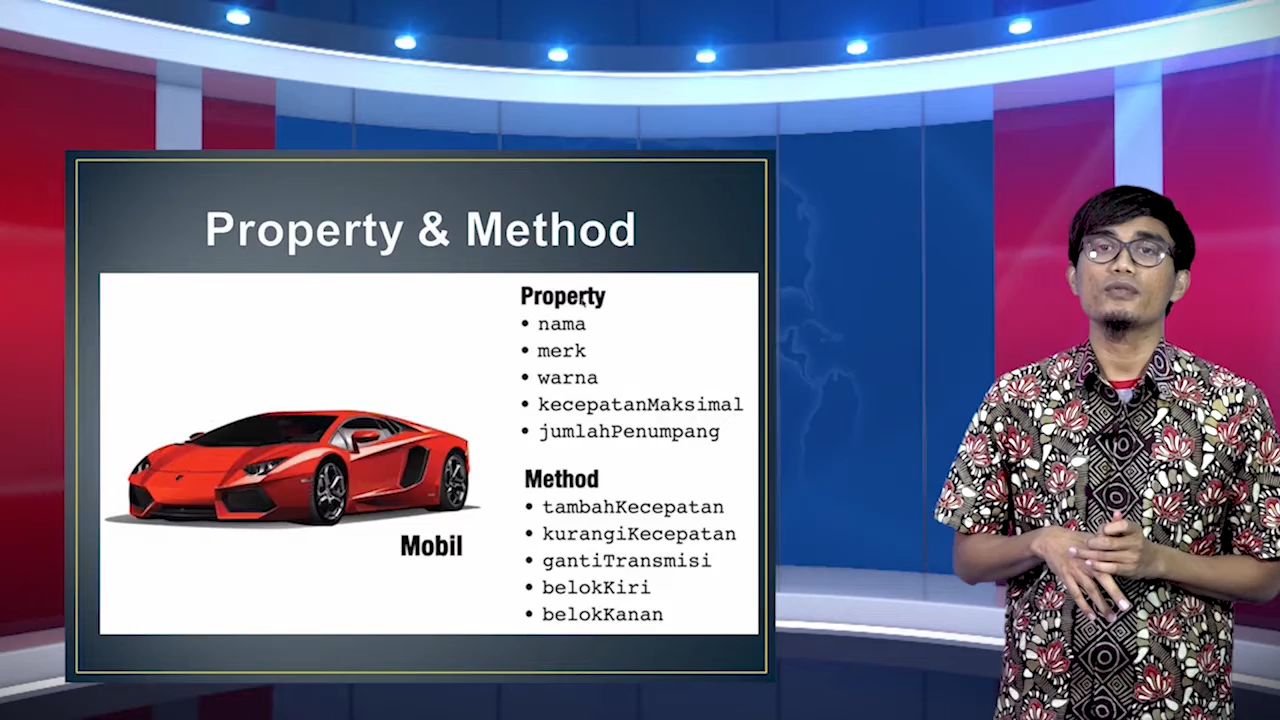 Property & Method
Property
• nama
• merk
• warna
• kecepatanMaksimal
• jumlahPenumpang
Method
• tambahKecepatan
• kurangiKecepatan
• gantiTransmisi
• belokKiri
• belokKanan
Mobil